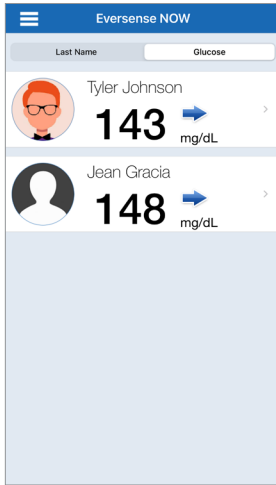 Eversense NOW
Last Name Glucose
Tyler Johnson
143
mg/dL
Jean Gracia
148
mg/dL